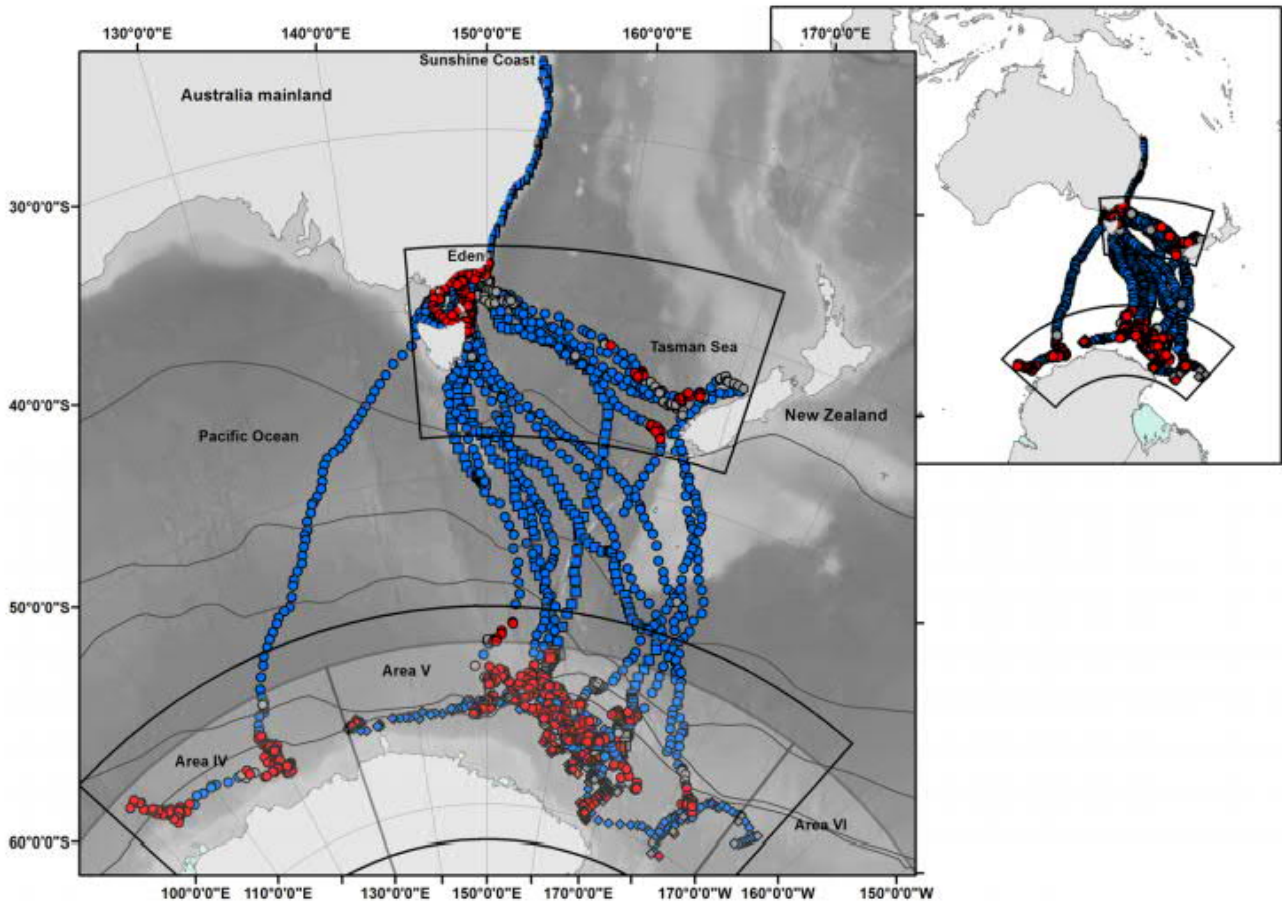 130°0'0"E 140°0'0"E 150°0'0"E 160°0'0"E 170°0'0"E
Sunshine Coast
Australia mainland
30°0'0"S
Eden
Tasman Sea
40°0'0"S
New Zealand
Pacific Ocean
50°0'0"S
Area V
Area IV
Area VI
60°0'0"S
100°0'0"E 110°0'0"E 130°0'0"E 150°0'0"E 170°0'0"E 170°0'0"W 160°0'0"W 150°0'0"W